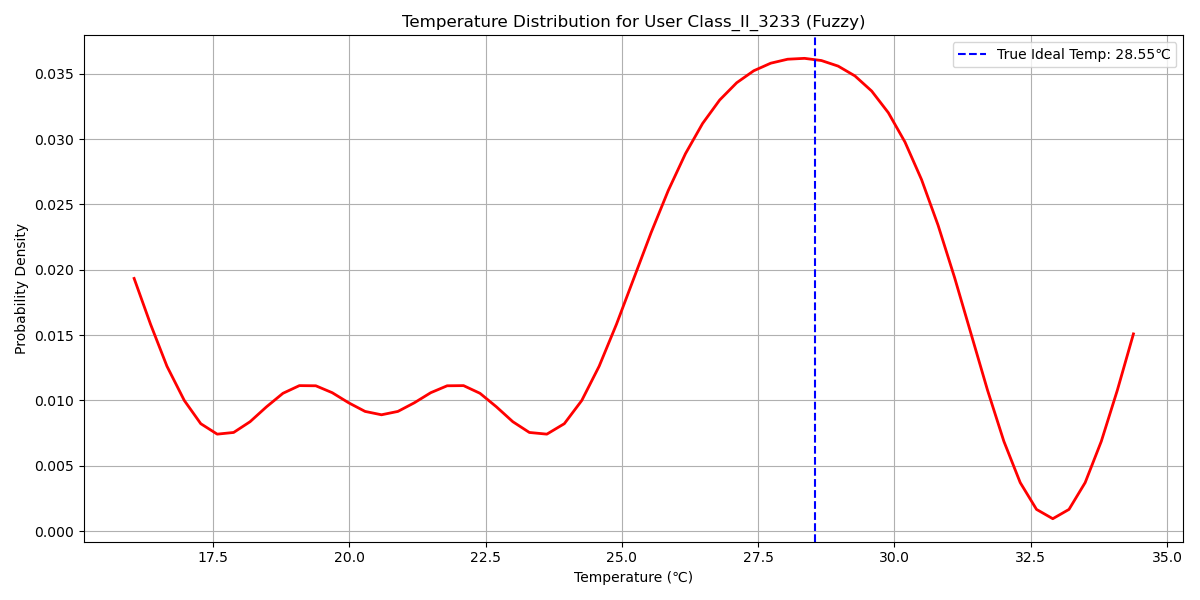 Temperature Distribution for User Class_II_3233 (Fuzzy)
True Ideal Temp: 28.55℃
Probability Density
0.035
0.030
0.025
0.020
0.015
0.010
0.005
0.000
17.5 20.0 22.5 25.0 27.5 30.0 32.5 35.0
Temperature (℃)